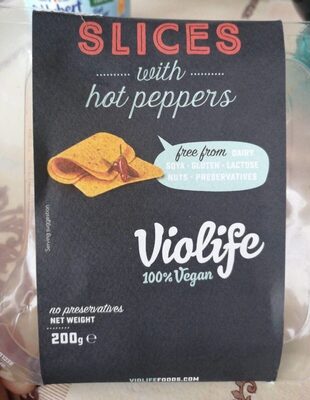 SLICES
with
hot peppers
free from DAIRY
SOYA · GLUTEN · LACTOSE
NUTS · PRESERVATIVES
Serving suggestion
Violife
100% Vegan
no preservatives
NET WEIGHT
200g e
VIOLIFEFOODS.COM